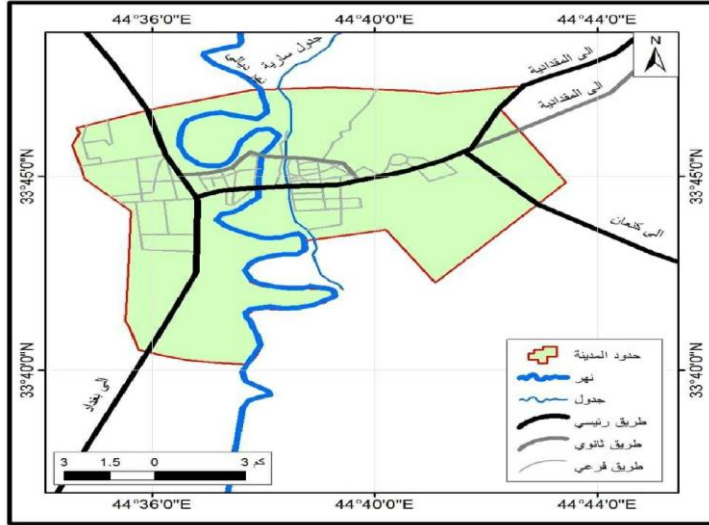 44°36'0"E
44°40'0"E
44°44'0"E
N
جدول سارية
نهر ديالى
الى المقدادية
الى المقدادية
33°45'0"N
33°45'0"N
الى كنعان
الى بغداد
33°40'0"N
33°40'0"N
حدود المدينة
نهر
جدول
طريق رئيسي
طريق ثانوي
طريق فرعي
3 1.5 0 3 كم
44°36'0"E
44°40'0"E
44°44'0"E